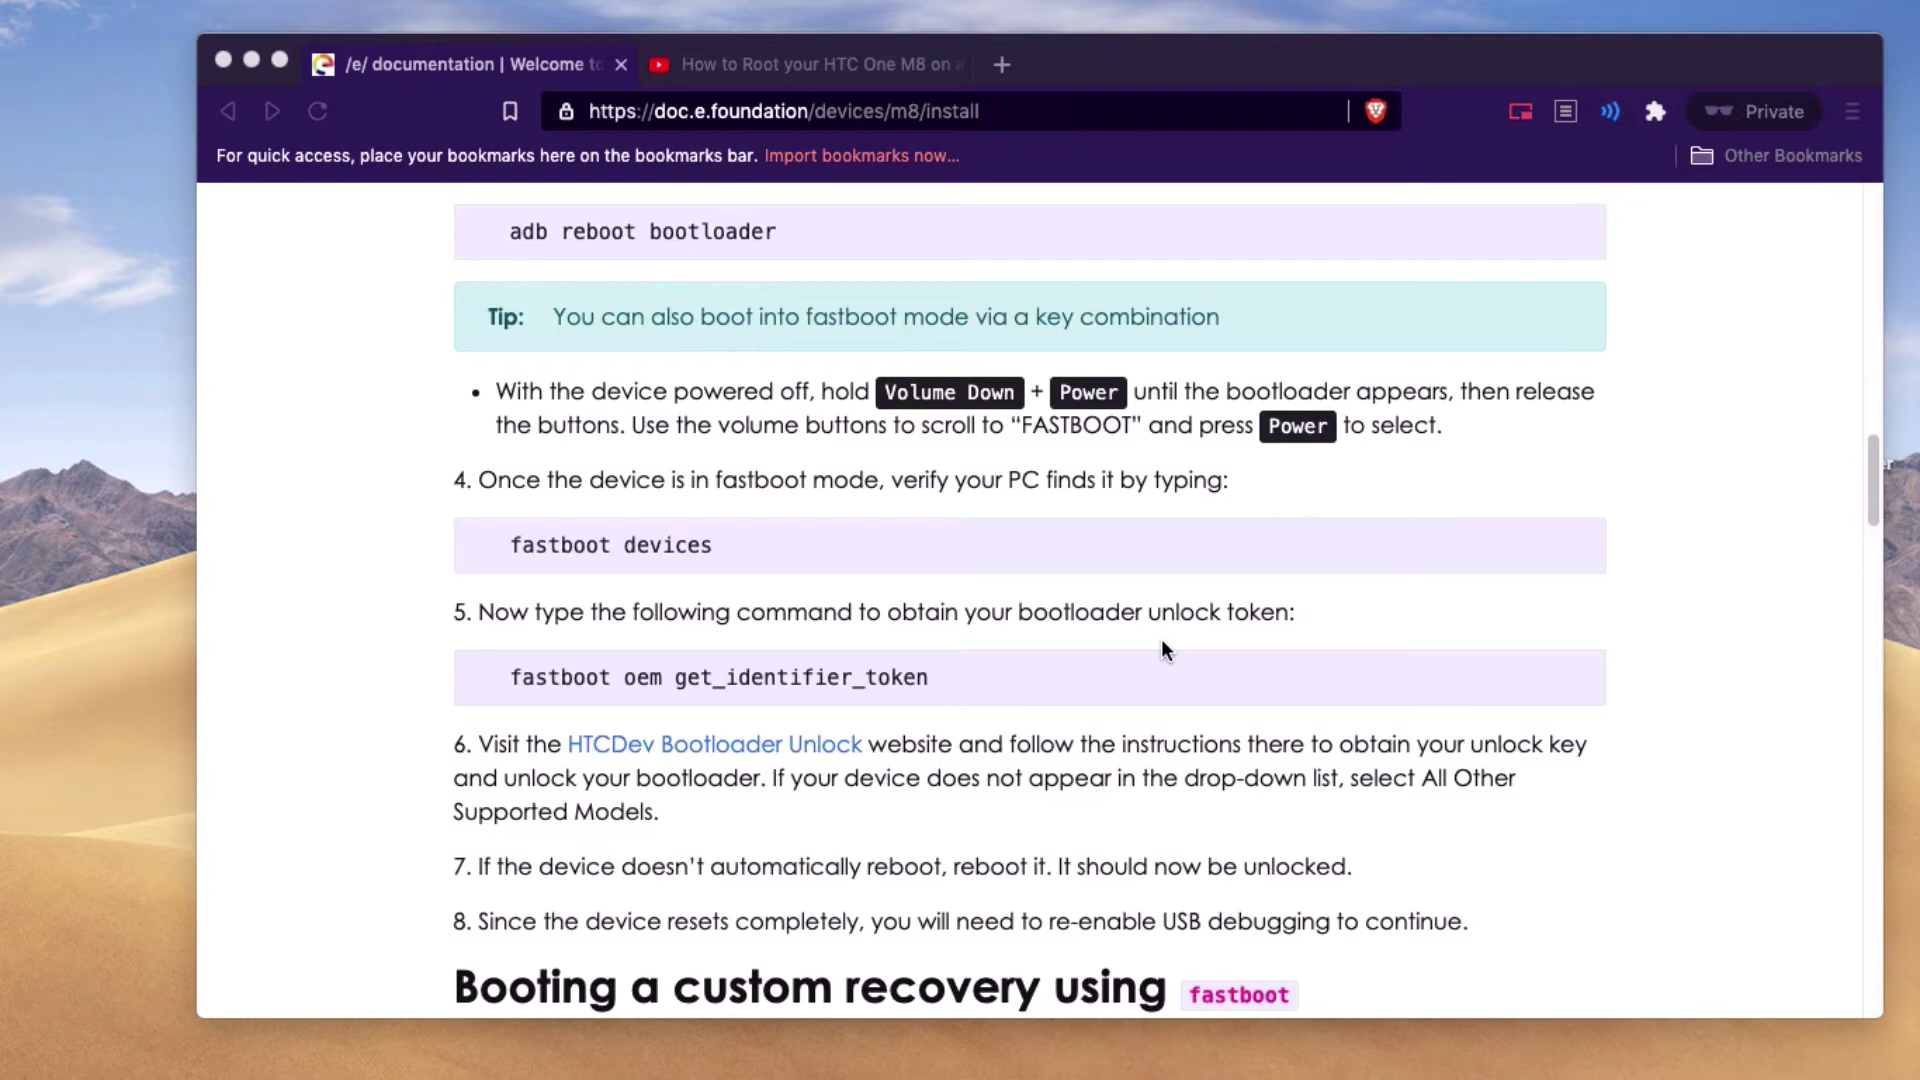 /e/ documentation | Welcome to
How to Root your HTC One M8 on a
https://doc.e.foundation/devices/m8/install
Private
For quick access, place your bookmarks here on the bookmarks bar. Import bookmarks now...
Other Bookmarks
adb reboot bootloader
Tip: You can also boot into fastboot mode via a key combination
• With the device powered off, hold Volume Down + Power until the bootloader appears, then release
the buttons. Use the volume buttons to scroll to “FASTBOOT” and press Power to select.
4. Once the device is in fastboot mode, verify your PC finds it by typing:
fastboot devices
5. Now type the following command to obtain your bootloader unlock token:
fastboot oem get_identifier_token
6. Visit the HTCDev Bootloader Unlock website and follow the instructions there to obtain your unlock key
and unlock your bootloader. If your device does not appear in the drop-down list, select All Other
Supported Models.
7. If the device doesn’t automatically reboot, reboot it. It should now be unlocked.
8. Since the device resets completely, you will need to re-enable USB debugging to continue.
Booting a custom recovery using fastboot